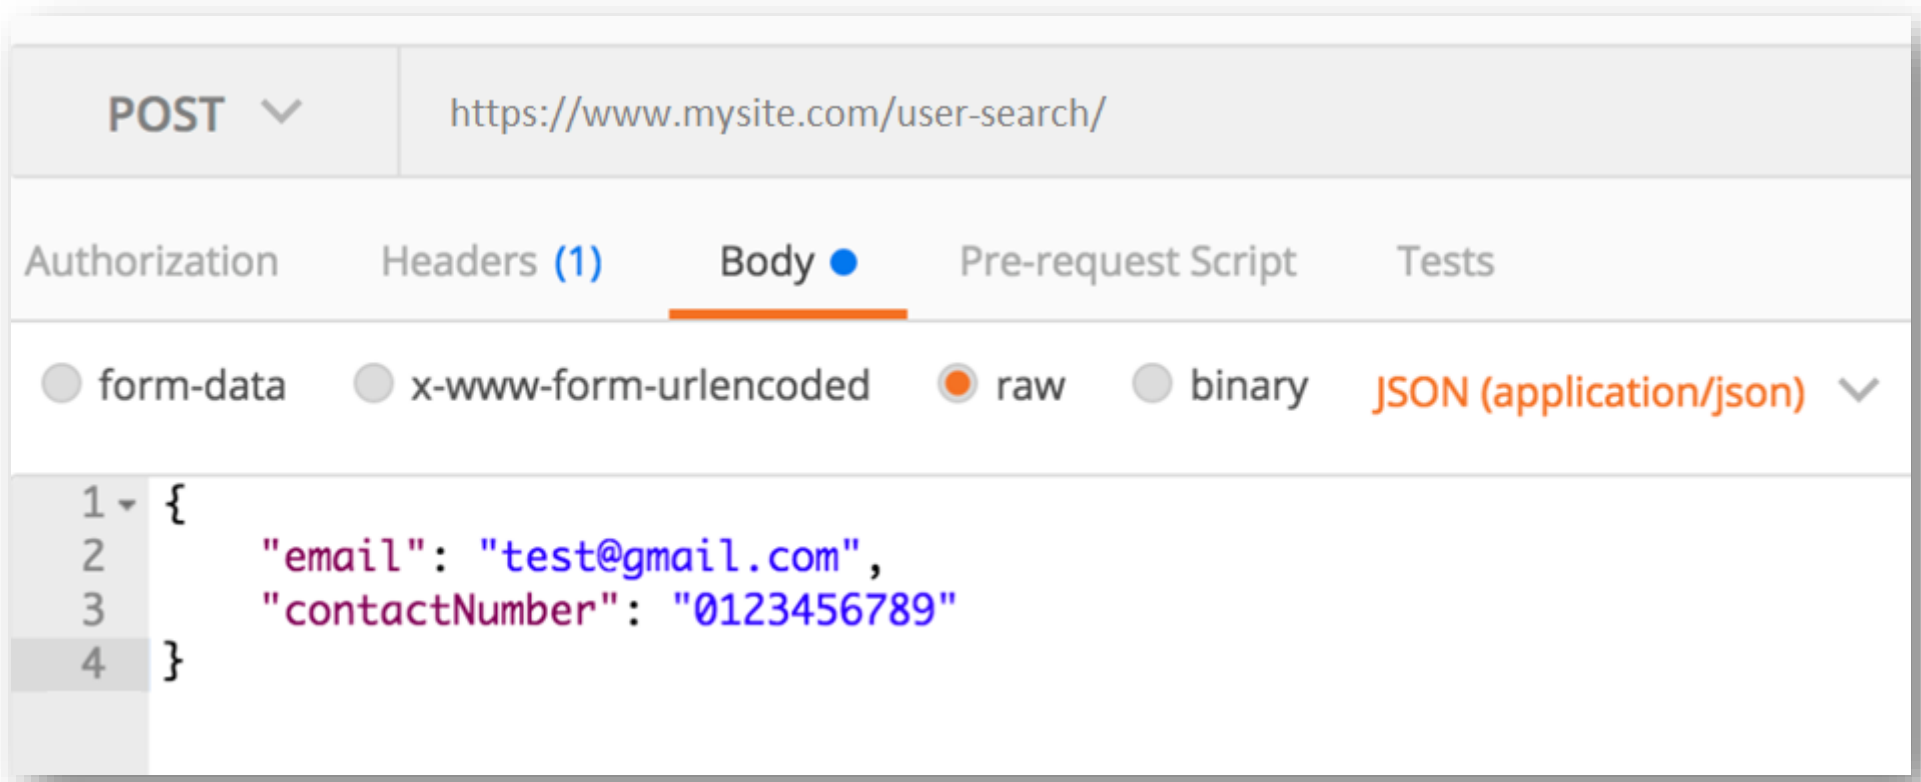 POST https://www.mysite.com/user-search/
Authorization Headers (1) Body Pre-request Script Tests
form-data x-www-form-urlencoded raw binary JSON (application/json)
1 {
2 "email": "test@gmail.com",
3 "contactNumber": "0123456789"
4 }